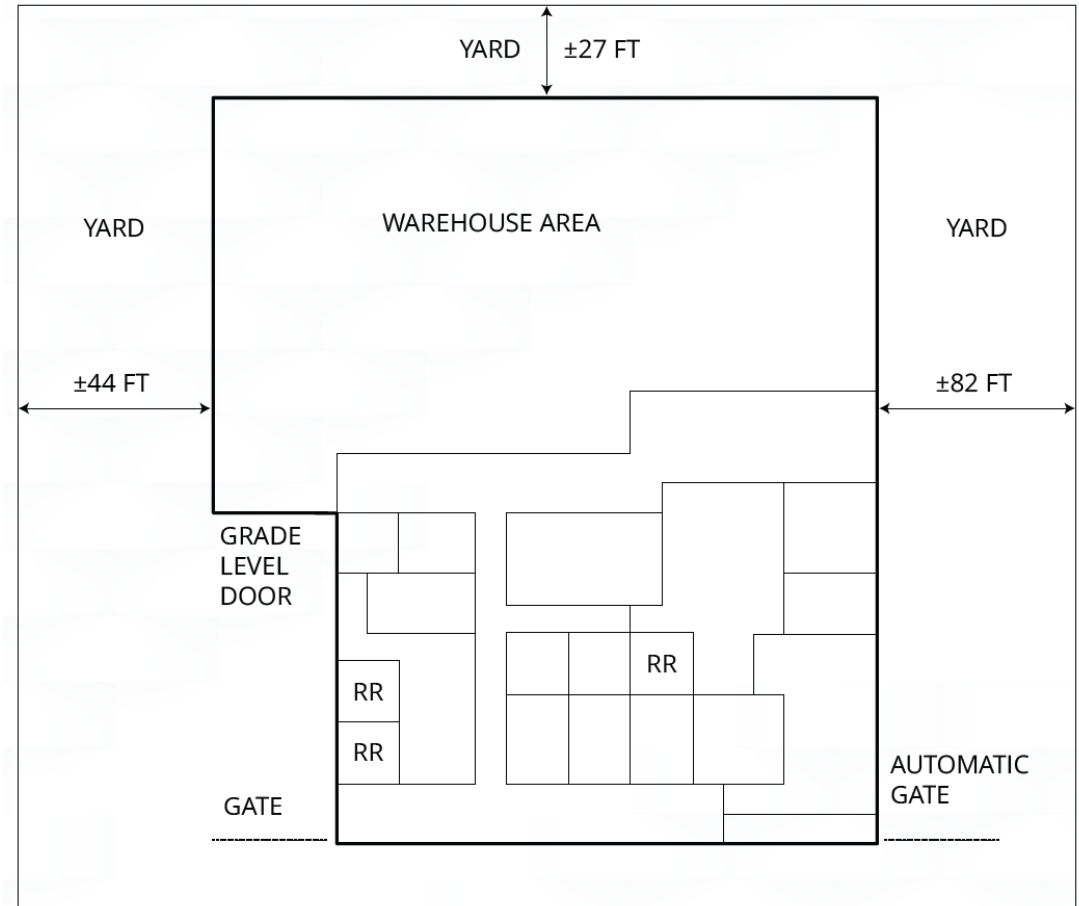 YARD
±27 FT
YARD
WAREHOUSE AREA
YARD
±44 FT
±82 FT
GRADE
LEVEL
DOOR
RR
RR
RR
GATE
AUTOMATIC
GATE